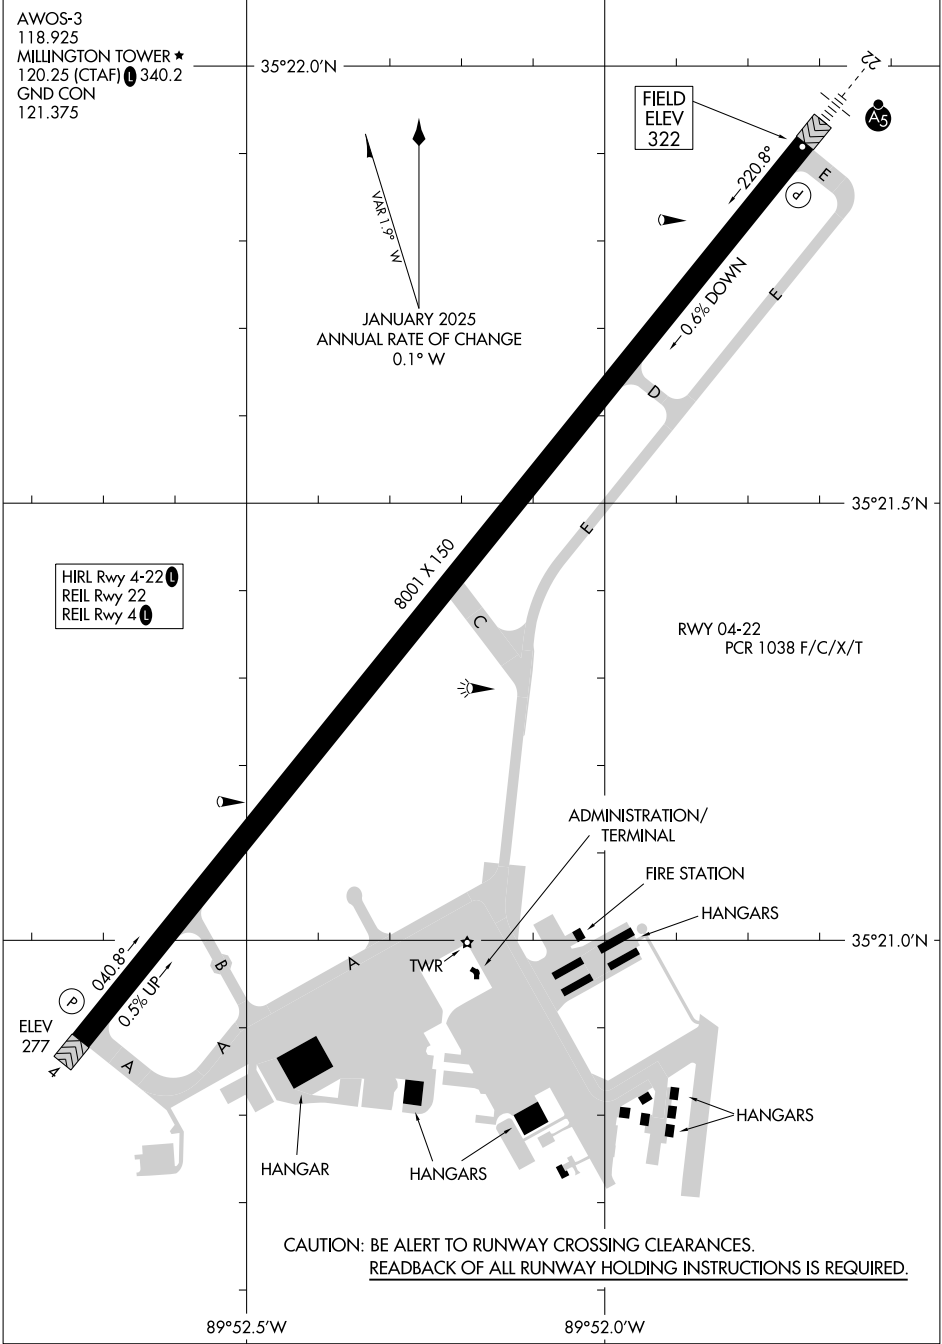 AWOS-3
118.925
MILLINGTON TOWER ★
120.25 (CTAF) L 340.2
GND CON
121.375
35°22.0'N
22
A5
FIELD
ELEV
322
220.8°
E
P
VAR 1.9° W
JANUARY 2025
ANNUAL RATE OF CHANGE
0.1° W
0.6% DOWN
E
D
35°21.5'N
E
HIRL Rwy 4-22 L
REIL Rwy 22
REIL Rwy 4 L
8001 X 150
C
RWY 04-22
PCR 1038 F/C/X/T
ADMINISTRATION/
TERMINAL
FIRE STATION
HANGARS
35°21.0'N
TWR
040.8°
0.5% UP
B
A
P
ELEV
277
4
A
A
HANGAR
HANGARS
HANGARS
CAUTION: BE ALERT TO RUNWAY CROSSING CLEARANCES.
READBACK OF ALL RUNWAY HOLDING INSTRUCTIONS IS REQUIRED.
89°52.5'W
89°52.0'W